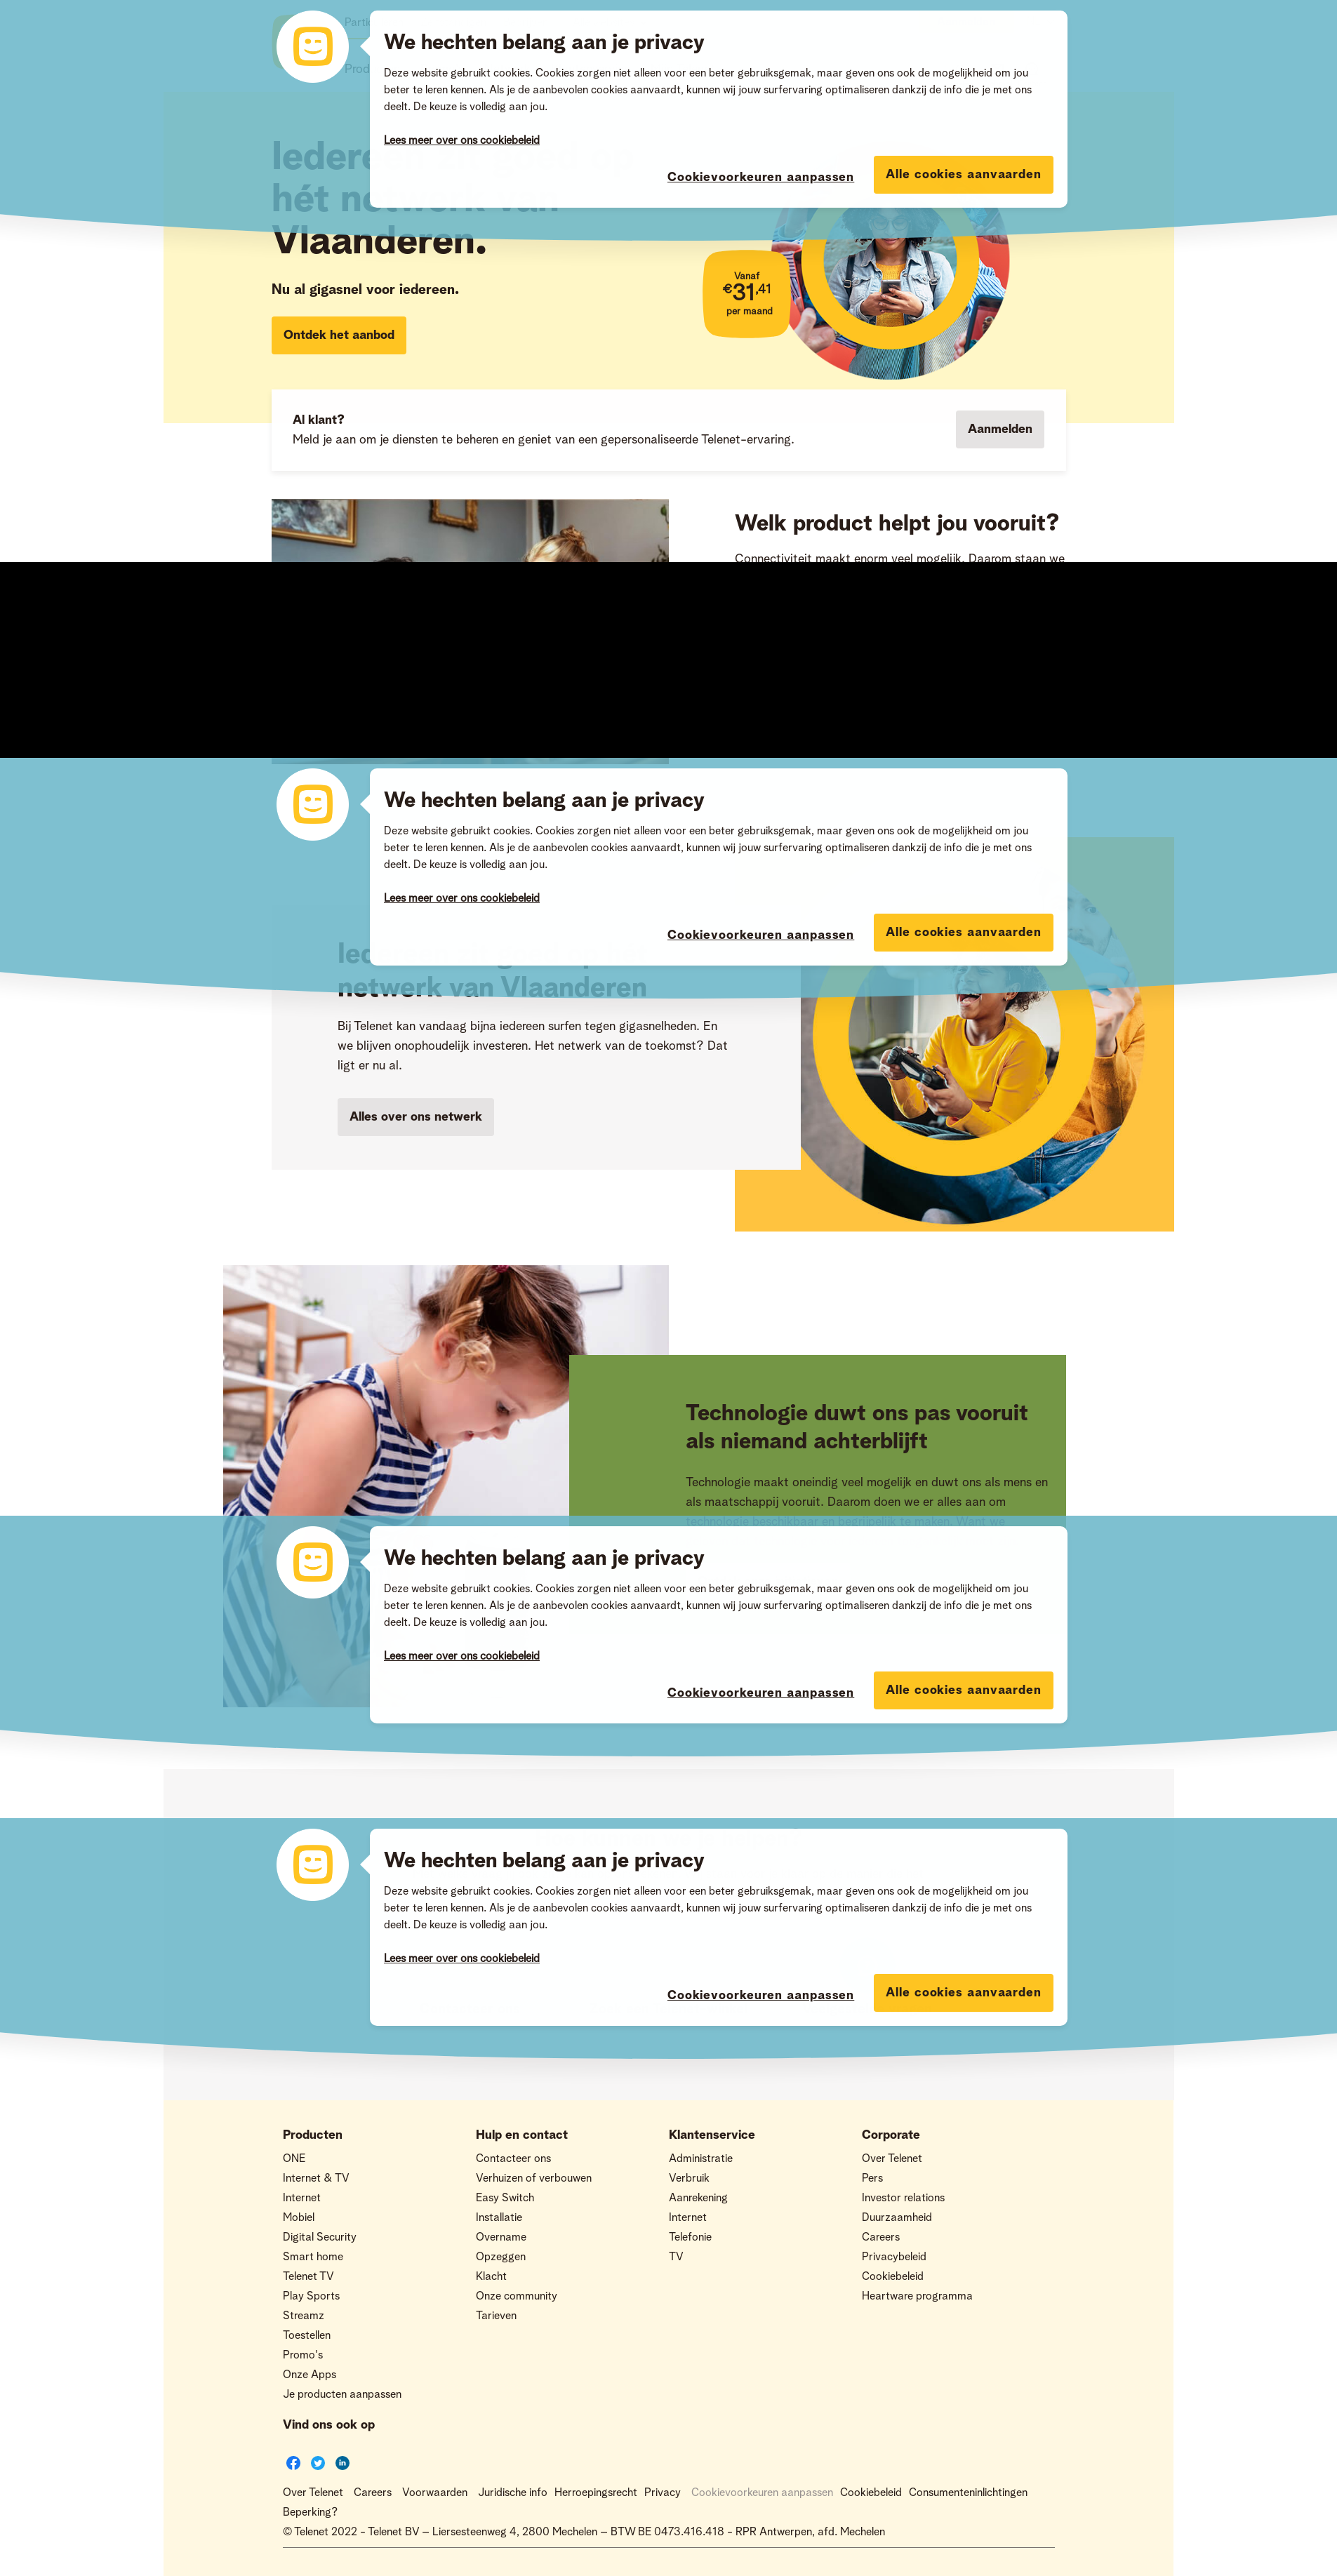 We hechten belang aan je privacy
Deze website gebruikt cookies. Cookies zorgen niet alleen voor een beter gebruiksgemak, maar geven ons ook de mogelijkheid om jou
beter te leren kennen. Als je de aanbevolen cookies aanvaardt, kunnen wij jouw surfervaring optimaliseren dankzij de info die je met ons
deelt. De keuze is volledig aan jou.
Lees meer over ons cookiebeleid
Cookievoorkeuren aanpassen
Alle cookies aanvaarden
hét netwerk van
Vlaanderen.
Nu al gigasnel voor iedereen.
Ontdek het aanbod
Vanaf
€31,41
per maand
Al klant?
Meld je aan om je diensten te beheren en geniet van een gepersonaliseerde Telenet-ervaring.
Aanmelden
Welk product helpt jou vooruit?
Connectiviteit maakt enorm veel mogelijk. Daarom staan we
We hechten belang aan je privacy
Deze website gebruikt cookies. Cookies zorgen niet alleen voor een beter gebruiksgemak, maar geven ons ook de mogelijkheid om jou
beter te leren kennen. Als je de aanbevolen cookies aanvaardt, kunnen wij jouw surfervaring optimaliseren dankzij de info die je met ons
deelt. De keuze is volledig aan jou.
Lees meer over ons cookiebeleid
Cookievoorkeuren aanpassen
Alle cookies aanvaarden
netwerk van Vlaanderen
Bij Telenet kan vandaag bijna iedereen surfen tegen gigasnelheden. En
we blijven onophoudelijk investeren. Het netwerk van de toekomst? Dat
ligt er nu al.
Alles over ons netwerk
Technologie duwt ons pas vooruit
als niemand achterblijft
Technologie maakt oneindig veel mogelijk en duwt ons als mens en
als maatschappij vooruit. Daarom doen we er alles aan om
technologie beschikbaar en begrijpelijk te maken. Want we
We hechten belang aan je privacy
Deze website gebruikt cookies. Cookies zorgen niet alleen voor een beter gebruiksgemak, maar geven ons ook de mogelijkheid om jou
beter te leren kennen. Als je de aanbevolen cookies aanvaardt, kunnen wij jouw surfervaring optimaliseren dankzij de info die je met ons
deelt. De keuze is volledig aan jou.
Lees meer over ons cookiebeleid
Cookievoorkeuren aanpassen
Alle cookies aanvaarden
We hechten belang aan je privacy
Deze website gebruikt cookies. Cookies zorgen niet alleen voor een beter gebruiksgemak, maar geven ons ook de mogelijkheid om jou
beter te leren kennen. Als je de aanbevolen cookies aanvaardt, kunnen wij jouw surfervaring optimaliseren dankzij de info die je met ons
deelt. De keuze is volledig aan jou.
Lees meer over ons cookiebeleid
Cookievoorkeuren aanpassen
Alle cookies aanvaarden
Producten
ONE
Internet & TV
Internet
Mobiel
Digital Security
Smart home
Telenet TV
Play Sports
Streamz
Toestellen
Promo's
Onze Apps
Je producten aanpassen
Hulp en contact
Contacteer ons
Verhuizen of verbouwen
Easy Switch
Installatie
Overname
Opzeggen
Klacht
Onze community
Tarieven
Klantenservice
Administratie
Verbruik
Aanrekening
Internet
Telefonie
TV
Corporate
Over Telenet
Pers
Investor relations
Duurzaamheid
Careers
Privacybeleid
Cookiebeleid
Heartware programma
Vind ons ook op
Over Telenet Careers Voorwaarden Juridische info Herroepingsrecht Privacy Cookievoorkeuren aanpassen Cookiebeleid Consumenteninlichtingen
Beperking?
© Telenet 2022 - Telenet BV – Liersesteenweg 4, 2800 Mechelen – BTW BE 0473.416.418 - RPR Antwerpen, afd. Mechelen